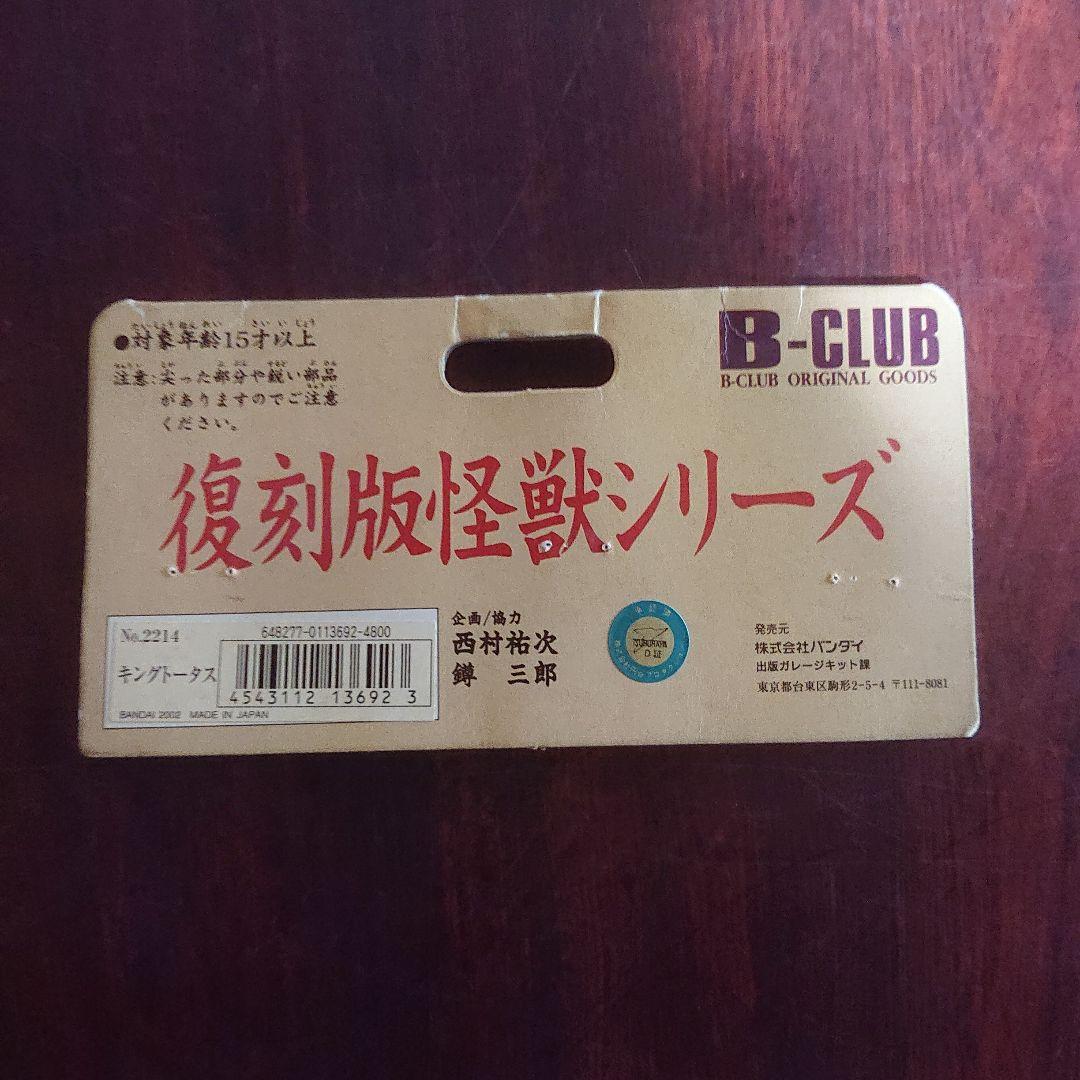 ●対象年齢15才以上
注意:尖った部分や鋭い部品
がありますのでご注意
ください。
B-CLUB
B-CLUB ORIGINAL GOODS
復刻版怪獣シリーズ
No.2214
キングトータス
648277-0113692-4800
4543112 13692 3
BANDAI 2002 MADE IN JAPAN
企画/協力
西村祐次
鐏 三郎
発売元
株式会社バンダイ
出版ガレージキット課
東京都台東区駒形2-5-4 〒111-8081